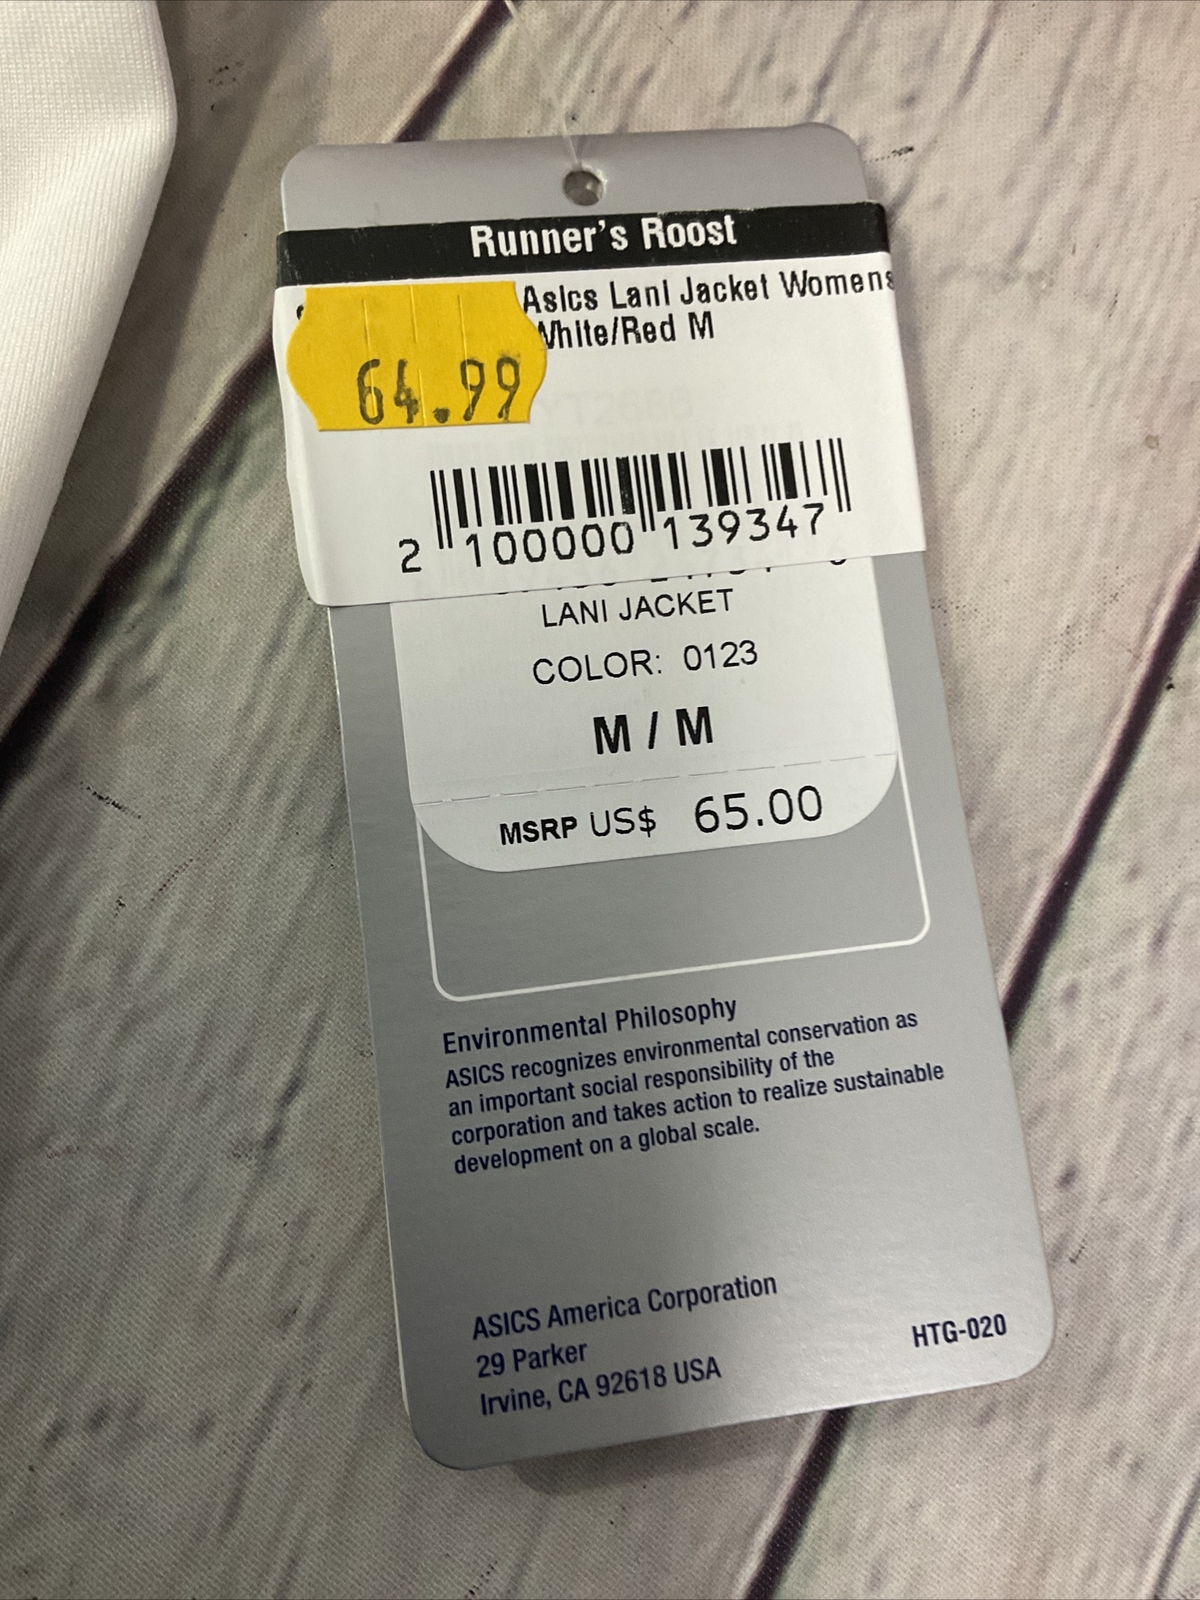 Runner's Roost
Asics Lani Jacket Womens
White/Red M
64.99
2 100000 139347
LANI JACKET
COLOR: 0123
M / M
MSRP US$ 65.00
Environmental Philosophy
ASICS recognizes environmental conservation as
an important social responsibility of the
corporation and takes action to realize sustainable
development on a global scale.
ASICS America Corporation
29 Parker
Irvine, CA 92618 USA
HTG-020